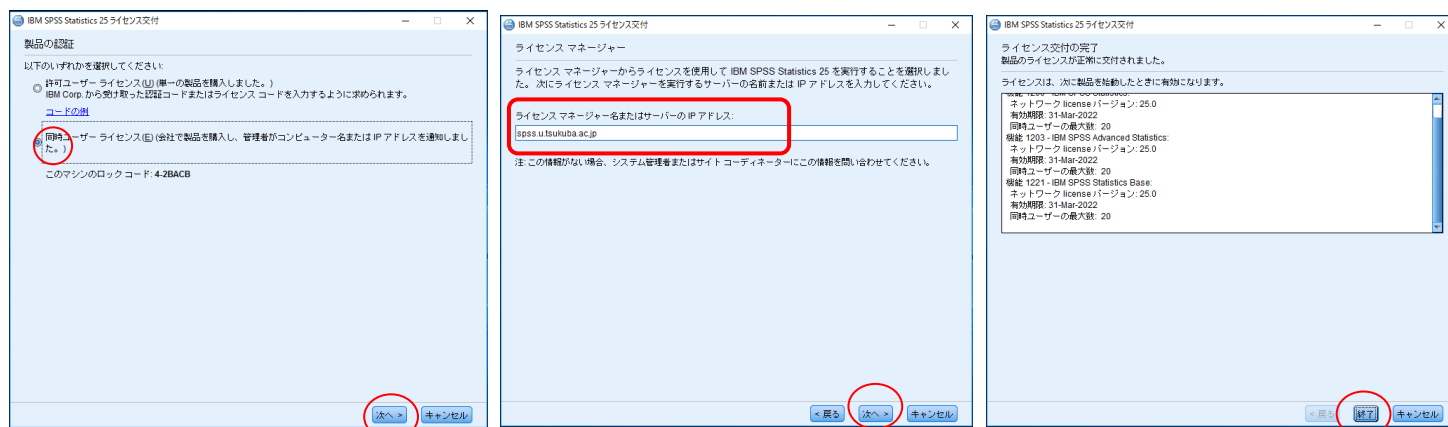 IBM SPSS Statistics 25 ライセンス交付
製品の認証
以下のいずれかを選択してください:
許可ユーザー ライセンス(U) (単一の製品を購入しました。)
IBM Corp. から受け取った認証コードまたはライセンス コードを入力するように求められます。
コードの例
同時ユーザー ライセンス(E) (会社で製品を購入し、管理者がコンピューター名または IP アドレスを通知しまし
た。)
このマシンのロック コード: 4-2BACB
次へ >
キャンセル
IBM SPSS Statistics 25 ライセンス交付
ライセンス マネージャー
ライセンス マネージャーからライセンスを使用して IBM SPSS Statistics 25 を実行することを選択しまし
た。 次にライセンス マネージャーを実行するサーバーの名前または IP アドレスを入力してください。
ライセンス マネージャー名またはサーバーの IP アドレス:
spss.u.tsukuba.ac.jp
注: この情報がない場合、システム管理者またはサイト コーディネーターにこの情報を問い合わせてください。
< 戻る
次へ >
キャンセル
IBM SPSS Statistics 25 ライセンス交付
ライセンス交付の完了
製品のライセンスが正常に交付されました。
ライセンスは、次に製品を始動したときに有効になります。
ネットワーク license バージョン: 25.0
有効期限: 31-Mar-2022
同時ユーザーの最大数: 20
機能 1203 - IBM SPSS Advanced Statistics:
ネットワーク license バージョン: 25.0
有効期限: 31-Mar-2022
同時ユーザーの最大数: 20
機能 1221 - IBM SPSS Statistics Base:
ネットワーク license バージョン: 25.0
有効期限: 31-Mar-2022
同時ユーザーの最大数: 20
< 戻る
終了
キャンセル